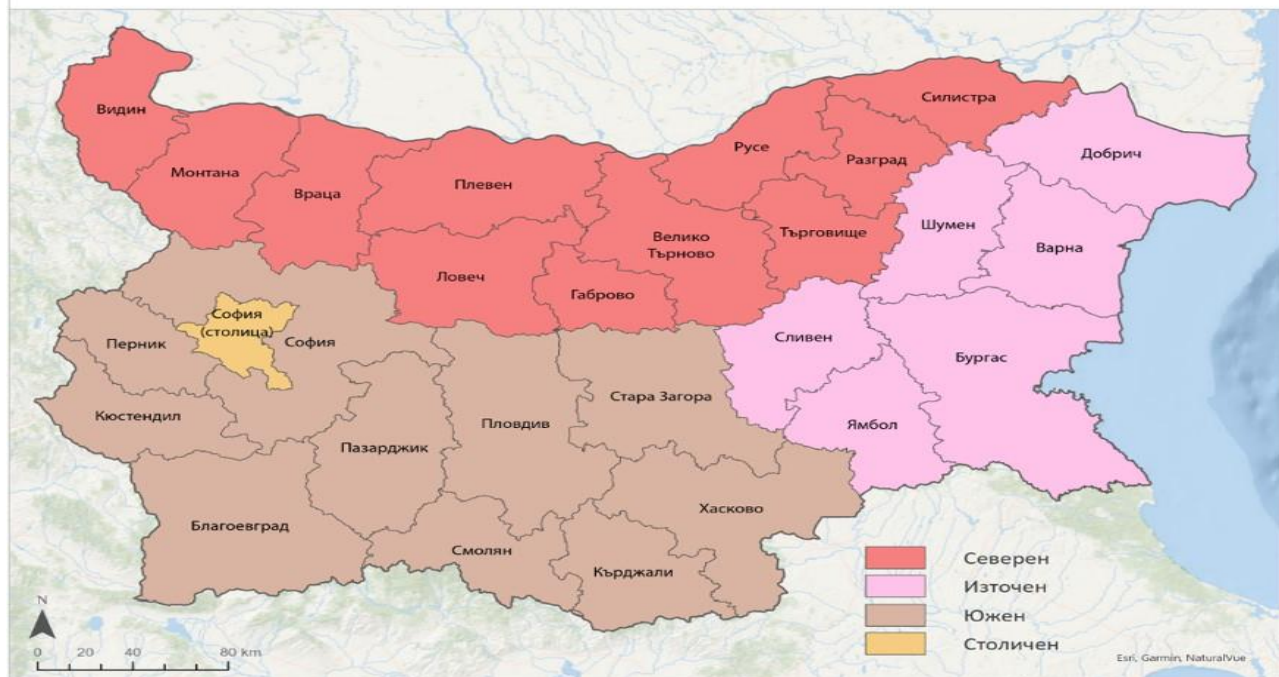 Видин
Силистра
Русе
Добрич
Разград
Монтана
Плевен
Враца
Шумен
Търговище
Велико
Търново
Варна
Ловеч
Габрово
София
(столица)
София
Перник
Сливен
Бургас
Стара Загора
Кюстендил
Пловдив
Ямбол
Пазарджик
Хасково
Благоевград
Смолян
Кърджали
Северен
Източен
Южен
Столичен
N
0 20 40 80 km
Esri, Garmin, NaturalVue